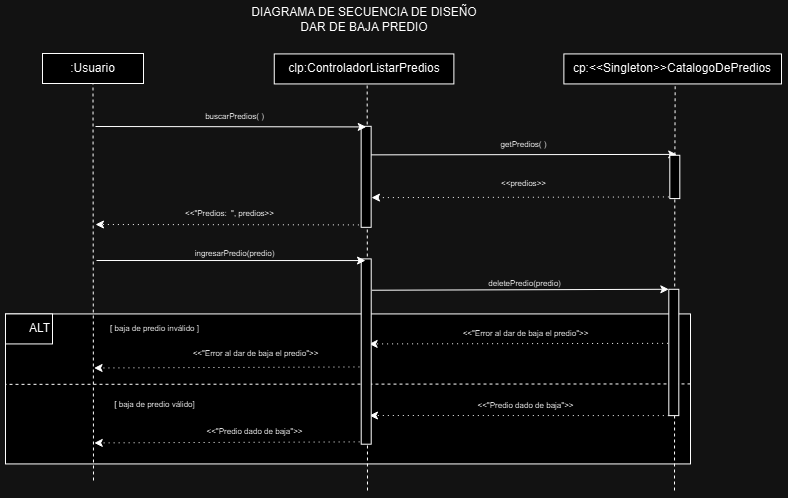 DIAGRAMA DE SECUENCIA DE DISEÑO
DAR DE BAJA PREDIO
:Usuario
clp:ControladorListarPredios
cp:<<Singleton>>CatalogoDePredios
buscarPredios( )
getPredios( )
<<predios>>
<<"Predios:  ", predios>>
ingresarPredio(predio)
deletePredio(predio)
ALT
[ baja de predio inválido ]
<<"Error al dar de baja el predio">>
<<"Error al dar de baja el predio">>
[ baja de predio válido]
<<"Predio dado de baja">>
<<"Predio dado de baja">>